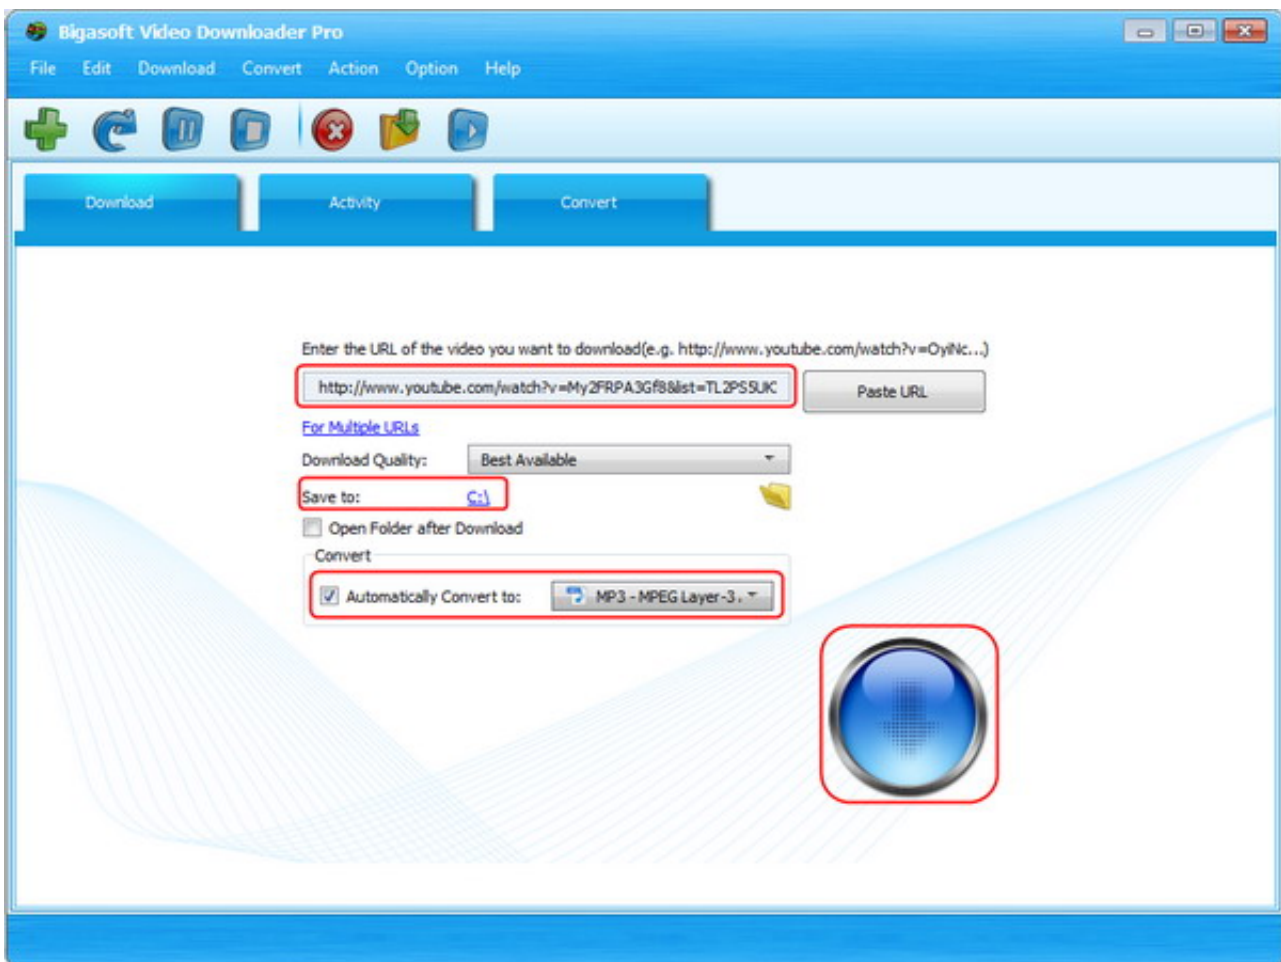 Bigasoft Video Downloader Pro
File Edit Download Convert Action Option Help
Download Activity Convert
Enter the URL of the video you want to download(e.g. http://www.youtube.com/watch?v=OyiNc...)
http://www.youtube.com/watch?v=My2FRPA3Gf8&list=TL2PS5UK Paste URL
For Multiple URLs
Download Quality: Best Available
Save to: C:\
Open Folder after Download
Convert
Automatically Convert to: MP3 - MPEG Layer-3 .